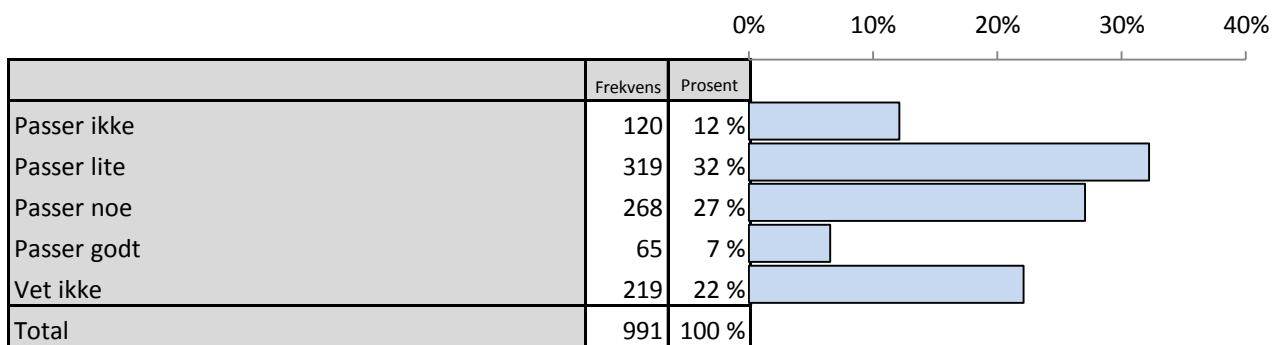 0% 10% 20% 30% 40%
Frekvens Prosent
Passer ikke 120 12 %
Passer lite 319 32 %
Passer noe 268 27 %
Passer godt 65 7 %
Vet ikke 219 22 %
Total 991 100 %